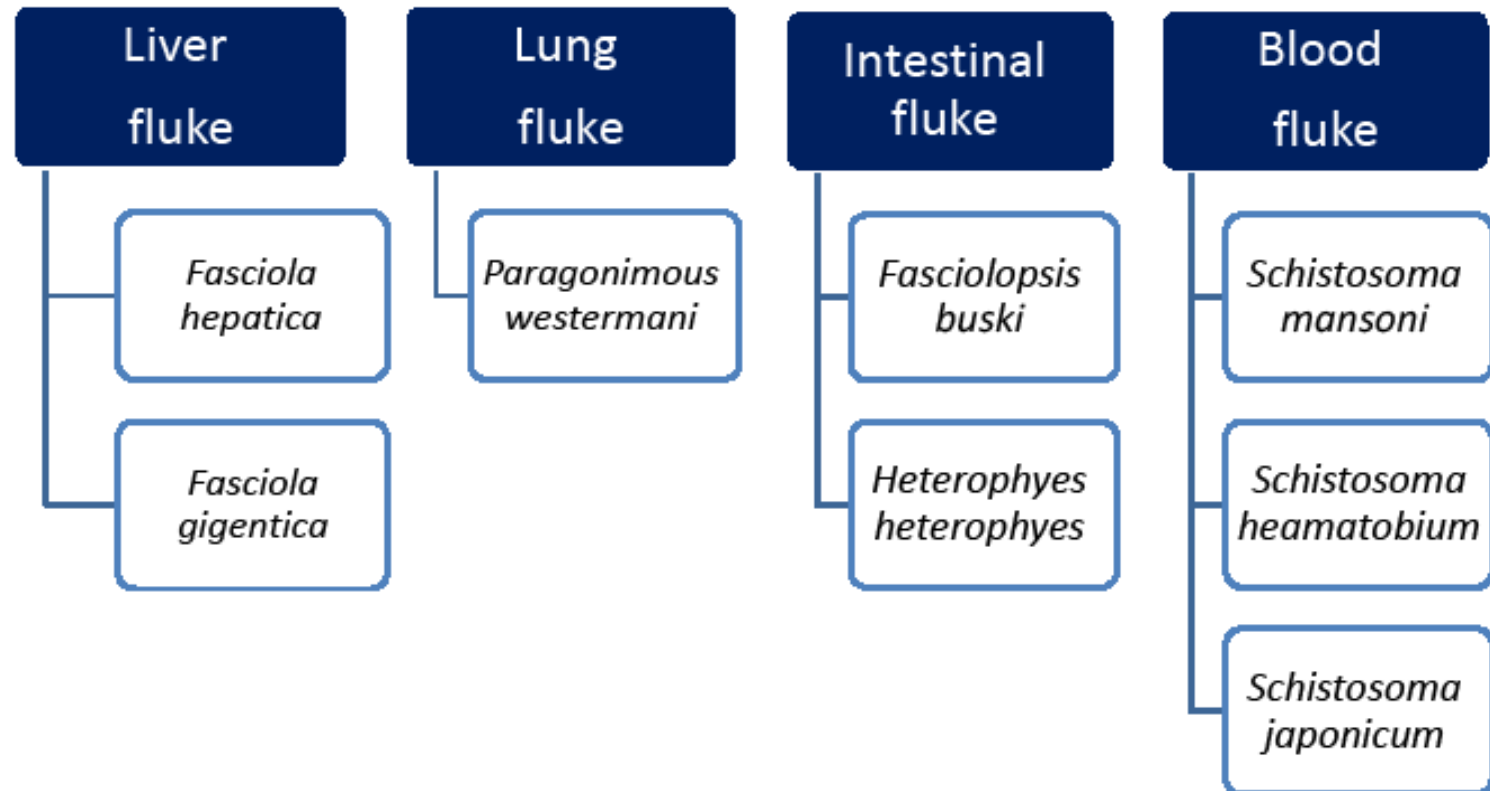 Liver
fluke
Fasciola
hepatica
Fasciola
gigentica
Lung
fluke
Paragonimous
westermani
Intestinal
fluke
Fasciolopsis
buski
Heterophyes
heterophyes
Blood
fluke
Schistosoma
mansoni
Schistosoma
heamatobium
Schistosoma
japonicum